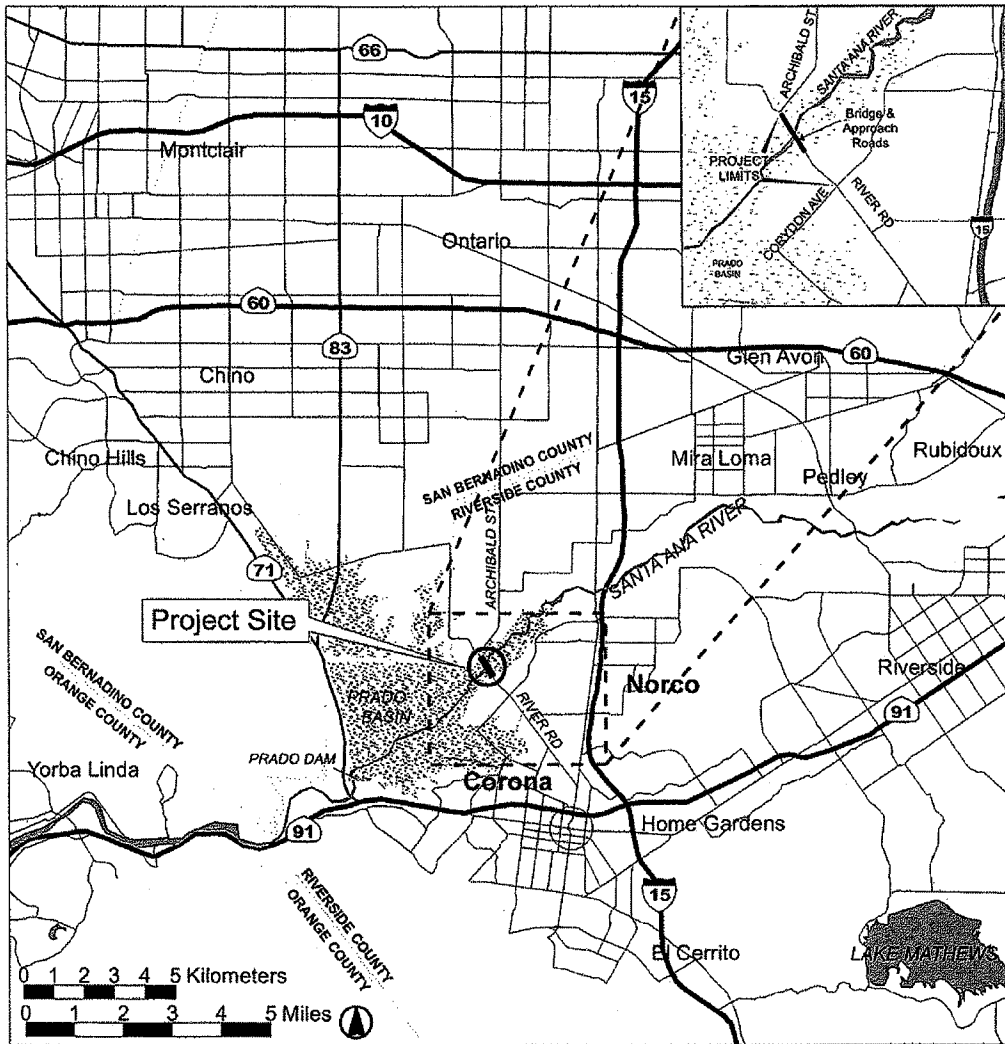 66
15
10
Montclair
ARCHIBALD ST
SANTA ANA RIVER
Bridge &
Approach
Roads
PROJECT
LIMITS
CORYDON AVE
RIVER RD
15
PRADO
BASIN
Ontario
60
83
Glen Avon
60
Chino
SAN BERNADINO COUNTY
RIVERSIDE COUNTY
Chino Hills
Mira Loma
Pedley
Rubidoux
Los Serranos
ARCHIBALD ST
SANTA ANA RIVER
71
Project Site
SAN BERNADINO COUNTY
ORANGE COUNTY
PRADO
BASIN
RIVER RD
Norco
Riverside
91
PRADO DAM
Yorba Linda
Corona
91
Home Gardens
15
RIVERSIDE COUNTY
ORANGE COUNTY
El Cerrito
LAKE MATHEWS
0 1 2 3 4 5 Kilometers
0 1 2 3 4 5 Miles